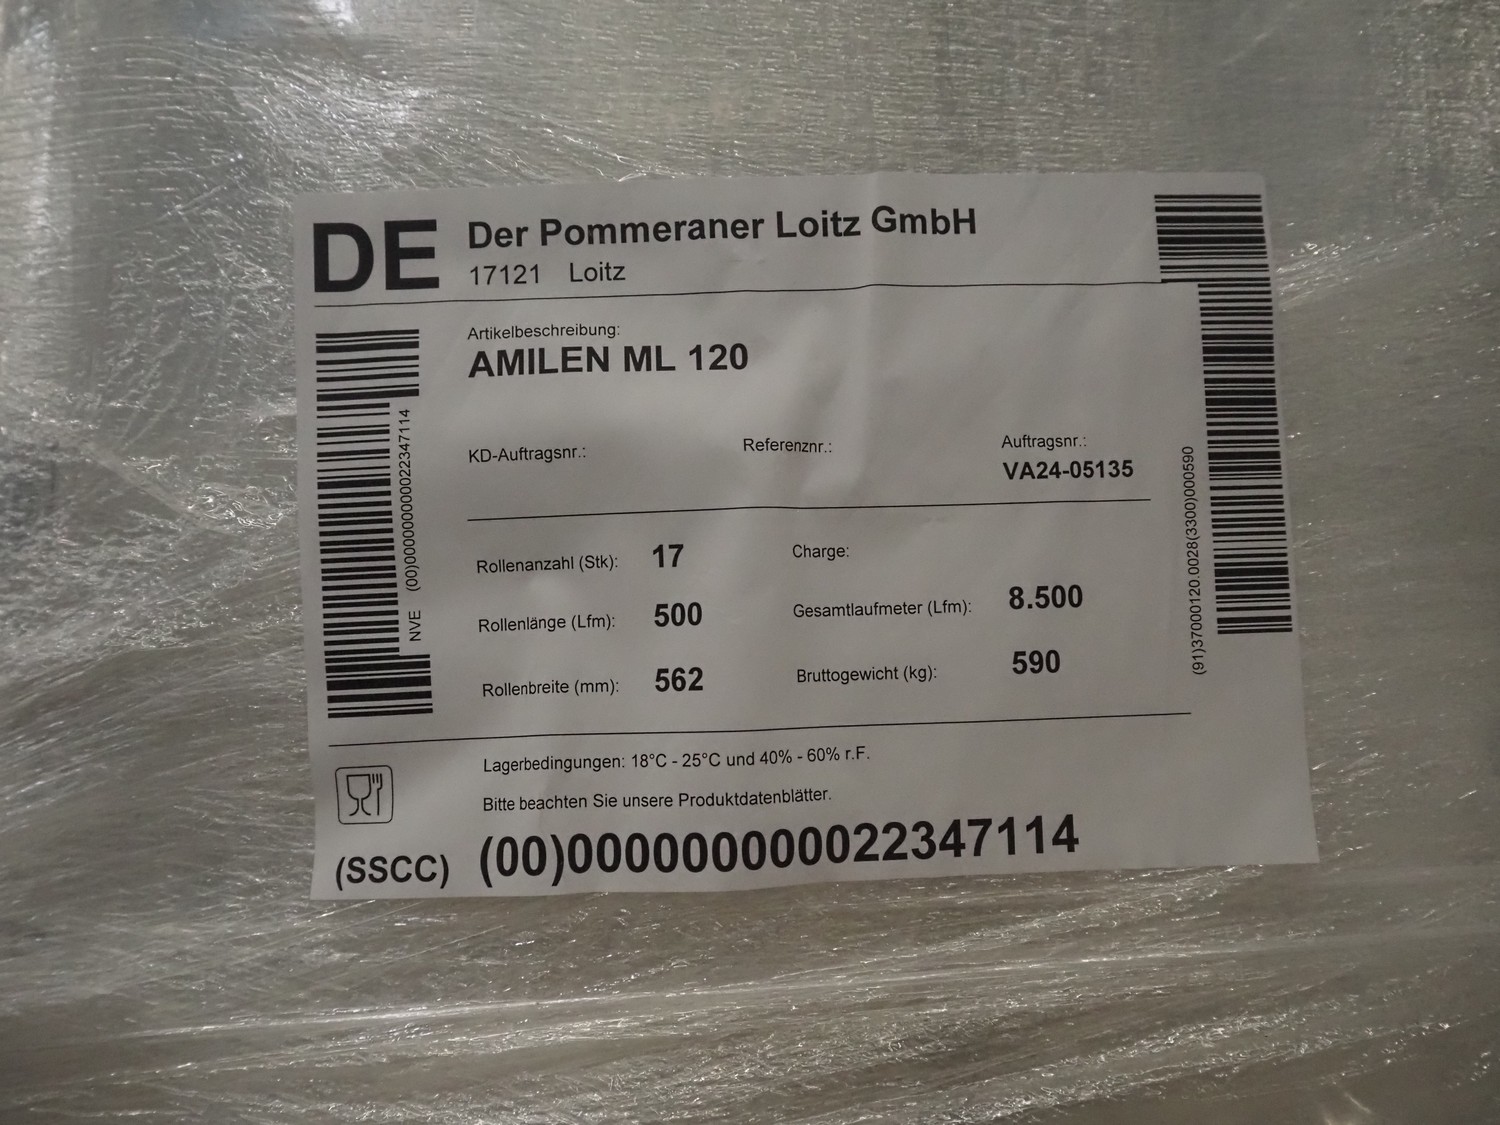 DE
Der Pommeraner Loitz GmbH
17121 Loitz
Artikelbeschreibung:
AMILEN ML 120
KD-Auftragsnr.:
Referenznr.:
Auftragsnr.:
VA24-05135
Rollenanzahl (Stk): 17
Charge:
Rollenlänge (Lfm): 500
Gesamtlaufmeter (Lfm): 8.500
Rollenbreite (mm): 562
Bruttogewicht (kg): 590
NVE (00)000000000022347114
(91)37000120.0028(3300)000590
Lagerbedingungen: 18°C - 25°C und 40% - 60% r.F.
Bitte beachten Sie unsere Produktdatenblätter.
(SSCC) (00)000000000022347114